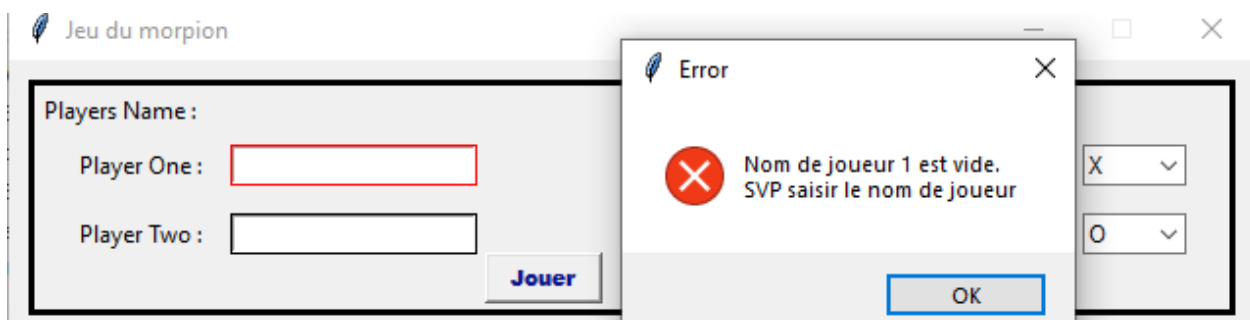 Jeu du morpion
Error
Players Name :
Player One :
Nom de joueur 1 est vide.
SVP saisir le nom de joueur
X
Player Two :
O
Jouer
OK